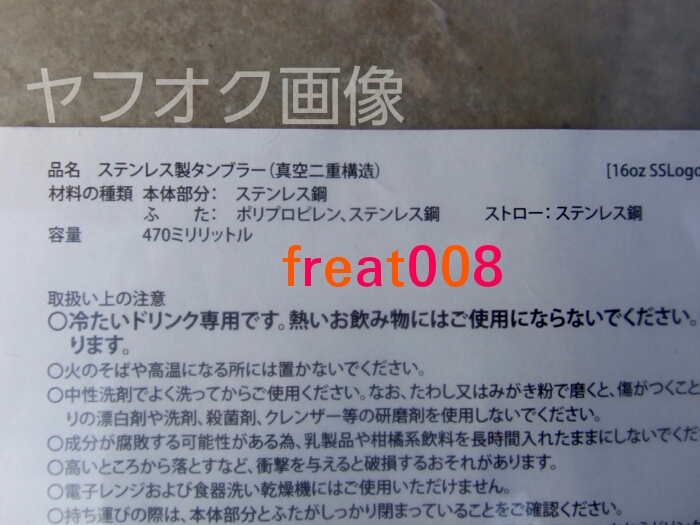 ヤフオク画像
品名 ステンレス製タンブラー(真空二重構造) [16oz SSLogo
材料の種類 本体部分: ステンレス鋼
ふ た: ポリプロピレン、ステンレス鋼 ストロー: ステンレス鋼
容量 470ミリリットル
freat008
取扱い上の注意
○冷たいドリンク専用です。熱いお飲み物にはご使用にならないでください。
ります。
○火のそばや高温になる所には置かないでください。
○中性洗剤でよく洗ってからご使用ください。なお、たわし又はみがき粉で磨くと、傷がつくこと
りの漂白剤や洗剤、殺菌剤、クレンザー等の研磨剤を使用しないでください。
○成分が腐敗する可能性がある為、乳製品や柑橘系飲料を長時間入れたままにしないでくだ
○高いところから落とすなど、衝撃を与えると破損するおそれがあります。
○電子レンジおよび食器洗い乾燥機にはご使用いただけません。
○持ち運びの際は、本体部分とふたがしっかり閉まっていることをご確認ください。